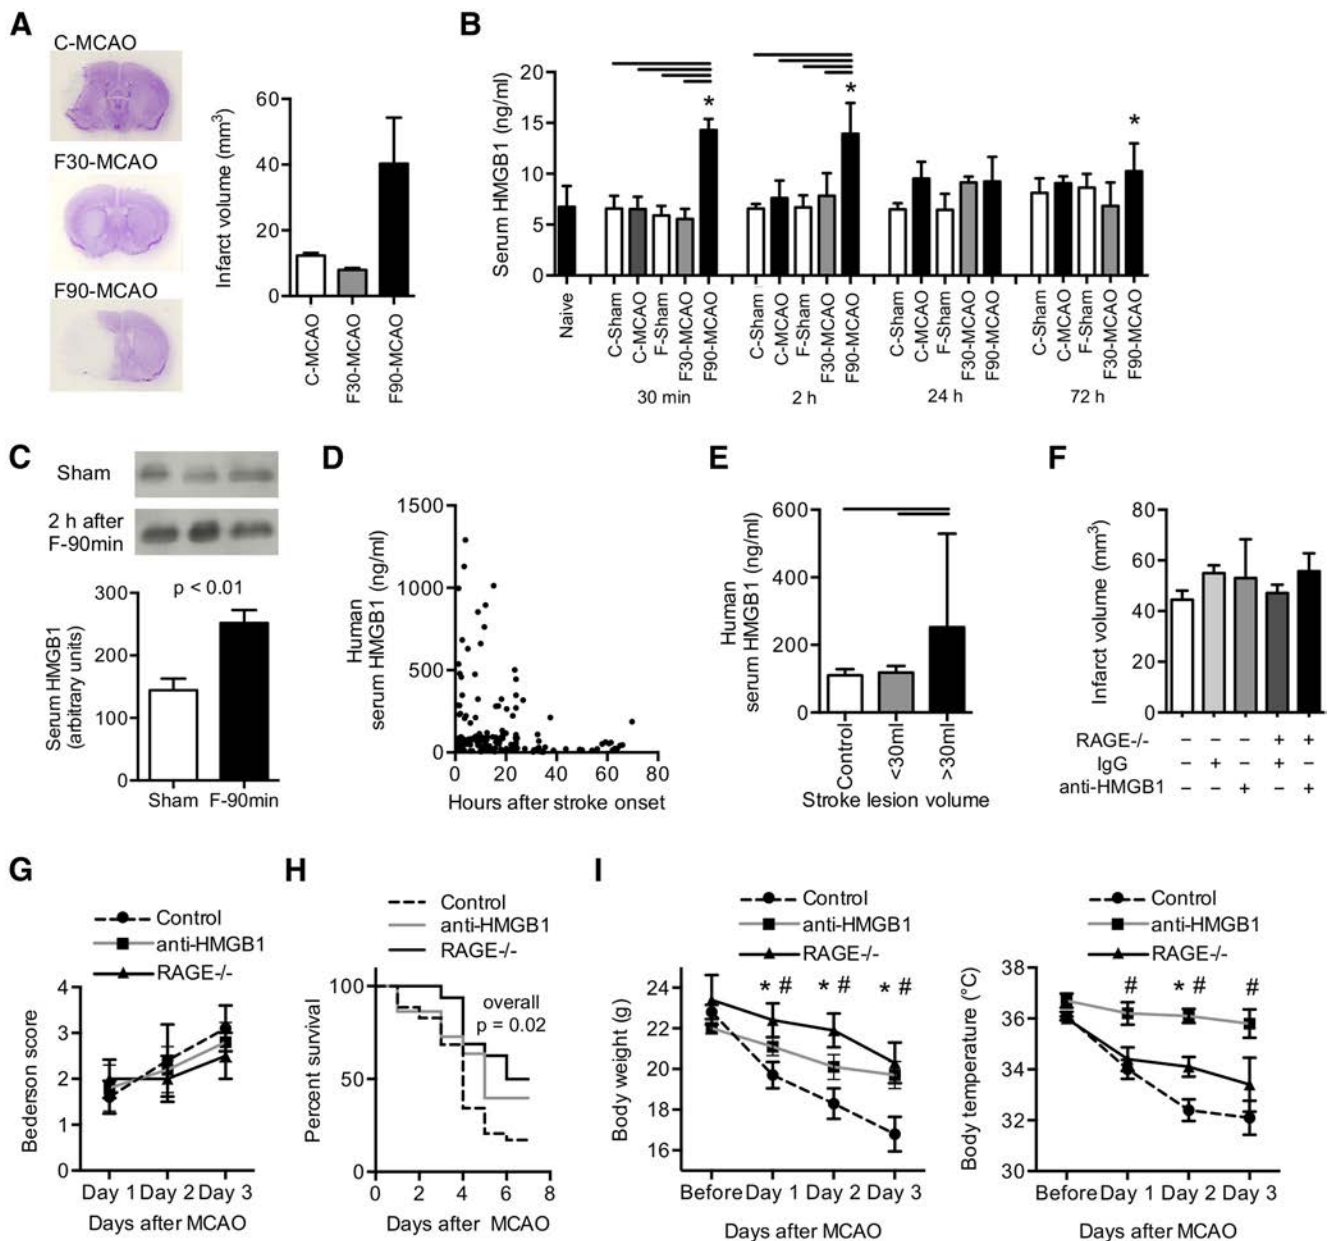 A
C-MCAO
F30-MCAO
F90-MCAO
Infarct volume (mm³)
60
40
20
0
C-MCAO
F30-MCAO
F90-MCAO
B
Serum HMGB1 (ng/ml)
20
15
10
5
0
* * *
Naive
C-Sham
C-MCAO
F-Sham
F30-MCAO
F90-MCAO
C-Sham
C-MCAO
F-Sham
F30-MCAO
F90-MCAO
C-Sham
C-MCAO
F-Sham
F30-MCAO
F90-MCAO
C-Sham
C-MCAO
F-Sham
F30-MCAO
F90-MCAO
30 min 2 h 24 h 72 h
C
Sham
2 h after
F-90min
p < 0.01
Serum HMGB1
(arbitrary units)
300
200
100
0
Sham F-90min
D
Human
serum HMGB1 (ng/ml)
1500
1000
500
0
0 20 40 60 80
Hours after stroke onset
E
Human
serum HMGB1 (ng/ml)
600
400
200
0
Control
<30ml
>30ml
Stroke lesion volume
F
Infarct volume (mm³)
80
60
40
20
0
RAGE-/- − − − + +
IgG − + − + −
anti-HMGB1 − − + − +
G
Control
anti-HMGB1
RAGE-/-
Bederson score
4
3
2
1
0
Day 1 Day 2 Day 3
Days after MCAO
H
Control
anti-HMGB1
RAGE-/-
overall
p = 0.02
Percent survival
100
50
0
0 2 4 6 8
Days after MCAO
I
Control
anti-HMGB1
RAGE-/-
* # * # * #
Body weight (g)
24
22
20
18
16
Before Day 1 Day 2 Day 3
Days after MCAO
Control
anti-HMGB1
RAGE-/-
# * # #
Body temperature (°C)
38
36
34
32
30
Before Day 1 Day 2 Day 3
Days after MCAO